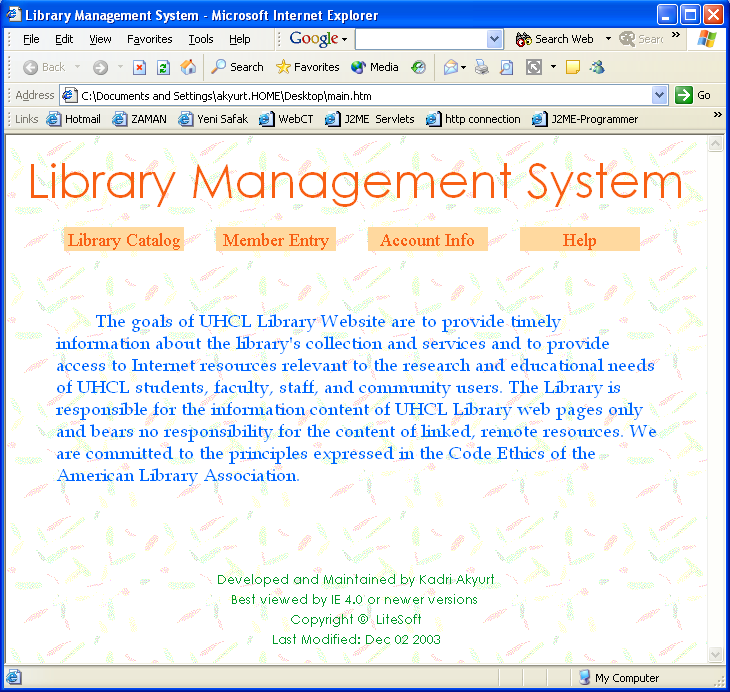 Library Management System - Microsoft Internet Explorer
File Edit View Favorites Tools Help Google Search Web Searc »
Back Search Favorites Media
Address C:\Documents and Settings\akyurt.HOME\Desktop\main.htm Go
Links Hotmail ZAMAN Yeni Safak WebCT J2ME Servlets http connection J2ME-Programmer »
Library Management System
Library Catalog Member Entry Account Info Help
The goals of UHCL Library Website are to provide timely
information about the library's collection and services and to provide
access to Internet resources relevant to the research and educational needs
of UHCL students, faculty, staff, and community users. The Library is
responsible for the information content of UHCL Library web pages only
and bears no responsibility for the content of linked, remote resources. We
are committed to the principles expressed in the Code Ethics of the
American Library Association.
Developed and Maintained by Kadri Akyurt
Best viewed by IE 4.0 or newer versions
Copyright © LiteSoft
Last Modified: Dec 02 2003
My Computer